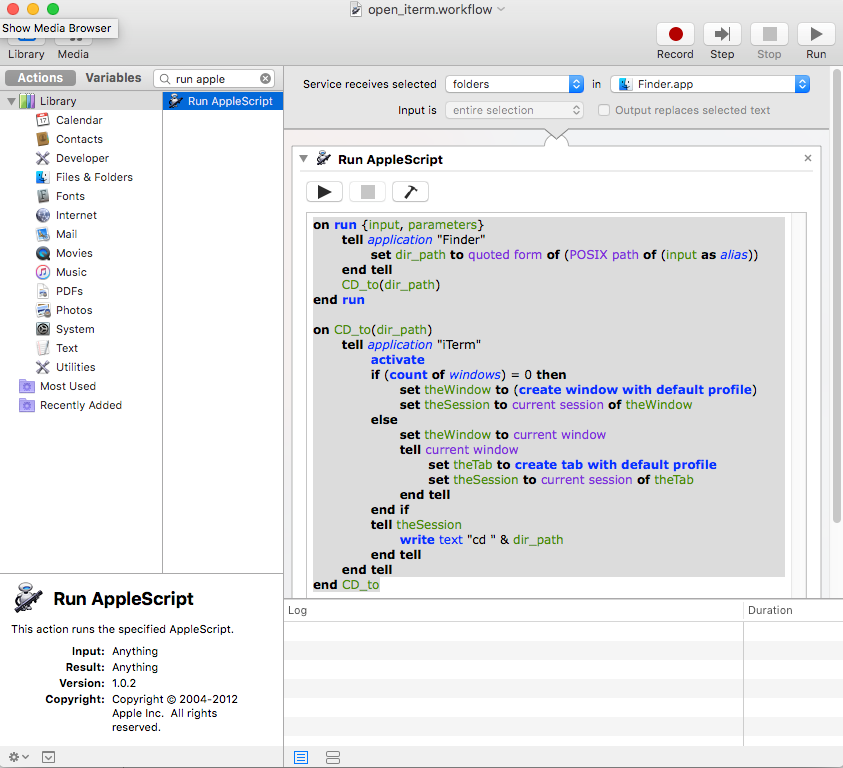 open_iterm.workflow
Show Media Browser
Library Media
Record Step Stop Run
Actions Variables run apple
Library
Calendar
Contacts
Developer
Files & Folders
Fonts
Internet
Mail
Movies
Music
PDFs
Photos
System
Text
Utilities
Most Used
Recently Added
Run AppleScript
Service receives selected folders in Finder.app
Input is entire selection Output replaces selected text
Run AppleScript
on run {input, parameters}
tell application "Finder"
set dir_path to quoted form of (POSIX path of (input as alias))
end tell
CD_to(dir_path)
end run
on CD_to(dir_path)
tell application "iTerm"
activate
if (count of windows) = 0 then
set theWindow to (create window with default profile)
set theSession to current session of theWindow
else
set theWindow to current window
tell current window
set theTab to create tab with default profile
set theSession to current session of theTab
end tell
end if
tell theSession
write text "cd " & dir_path
end tell
end tell
end CD_to
Run AppleScript
This action runs the specified AppleScript.
Input: Anything
Result: Anything
Version: 1.0.2
Copyright: Copyright © 2004-2012
Apple Inc. All rights
reserved.
Log Duration